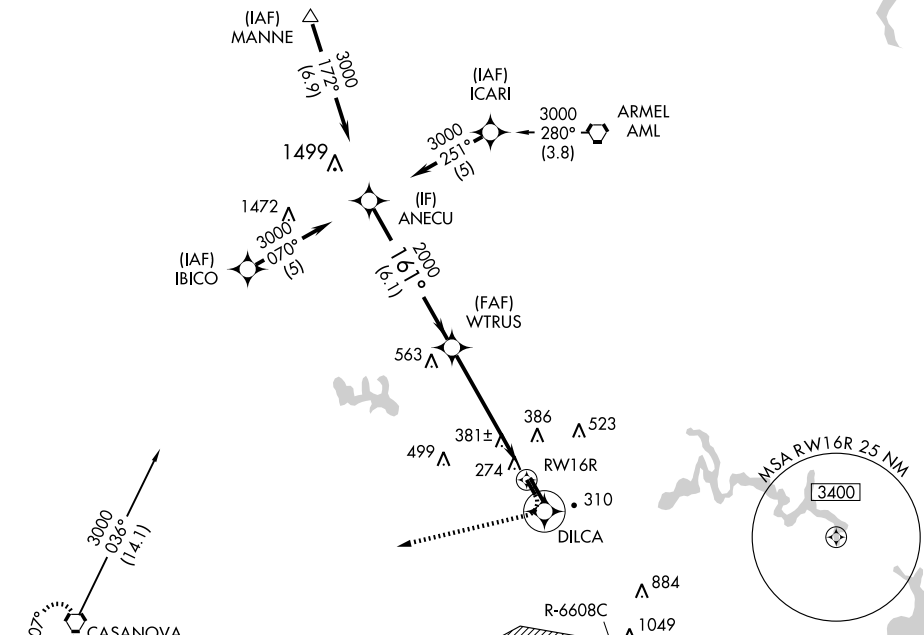 (IAF)
MANNE
3000
172°
(6.9)
(IAF)
ICARI
3000
280°
(3.8)
ARMEL
AML
3000
251°
(5)
1499
(IF)
ANECU
1472
3000
070°
(5)
(IAF)
IBICO
2000
161°
(6.1)
(FAF)
WTRUS
563
386
523
381±
499
274
RW16R
310
DILCA
MSA RW16R 25 NM
3400
3000
036°
(14.1)
07°
CASANOVA
884
R-6608C
1049